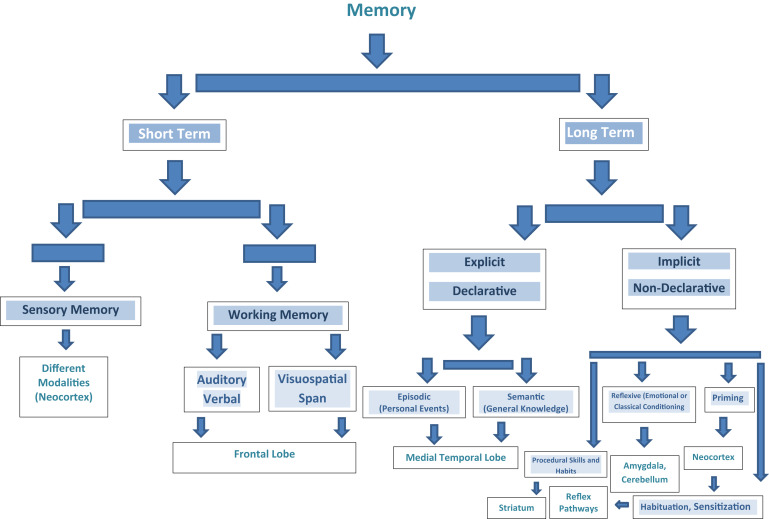 Memory
Short Term
Long Term
Explicit
Declarative
Implicit
Non-Declarative
Sensory Memory
Working Memory
Different
Modalities
(Neocortex)
Auditory
Verbal
Visuospatial
Span
Episodic
(Personal Events)
Semantic
(General Knowledge)
Reflexive (Emotional or
Classical Conditioning
Priming
Frontal Lobe
Medial Temporal Lobe
Procedural Skills and
Habits
Amygdala,
Cerebellum
Neocortex
Striatum
Reflex
Pathways
Habituation, Sensitization